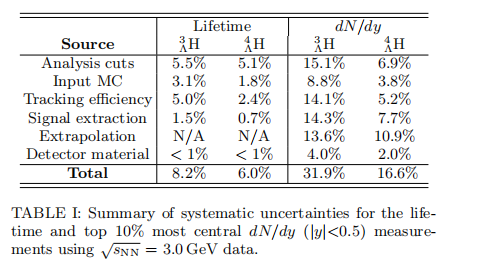 Lifetime dN/dy
Source ³ΛH ⁴ΛH ³ΛH ⁴ΛH
Analysis cuts 5.5% 5.1% 15.1% 6.9%
Input MC 3.1% 1.8% 8.8% 3.8%
Tracking efficiency 5.0% 2.4% 14.1% 5.2%
Signal extraction 1.5% 0.7% 14.3% 7.7%
Extrapolation N/A N/A 13.6% 10.9%
Detector material < 1% < 1% 4.0% 2.0%
Total 8.2% 6.0% 31.9% 16.6%
TABLE I: Summary of systematic uncertainties for the life-
time and top 10% most central dN/dy (|y|<0.5) measure-
ments using √sNN = 3.0 GeV data.